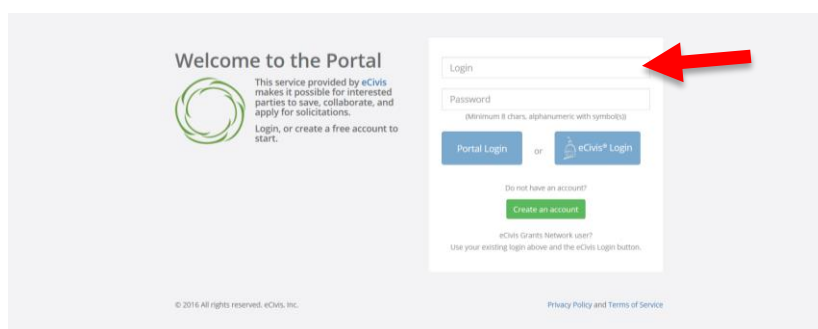 Welcome to the Portal
This service provided by eCivis
makes it possible for interested
parties to save, collaborate, and
apply for solicitations.
Login, or create a free account to
start.
Login
Password
(Minimum 8 chars, alphanumeric with symbol(s))
Portal Login
or
eCivis® Login
Do not have an account?
Create an account
eCivis Grants Network user?
Use your existing login above and the eCivis Login button.
© 2016 All rights reserved. eCivis, Inc.
Privacy Policy and Terms of Service